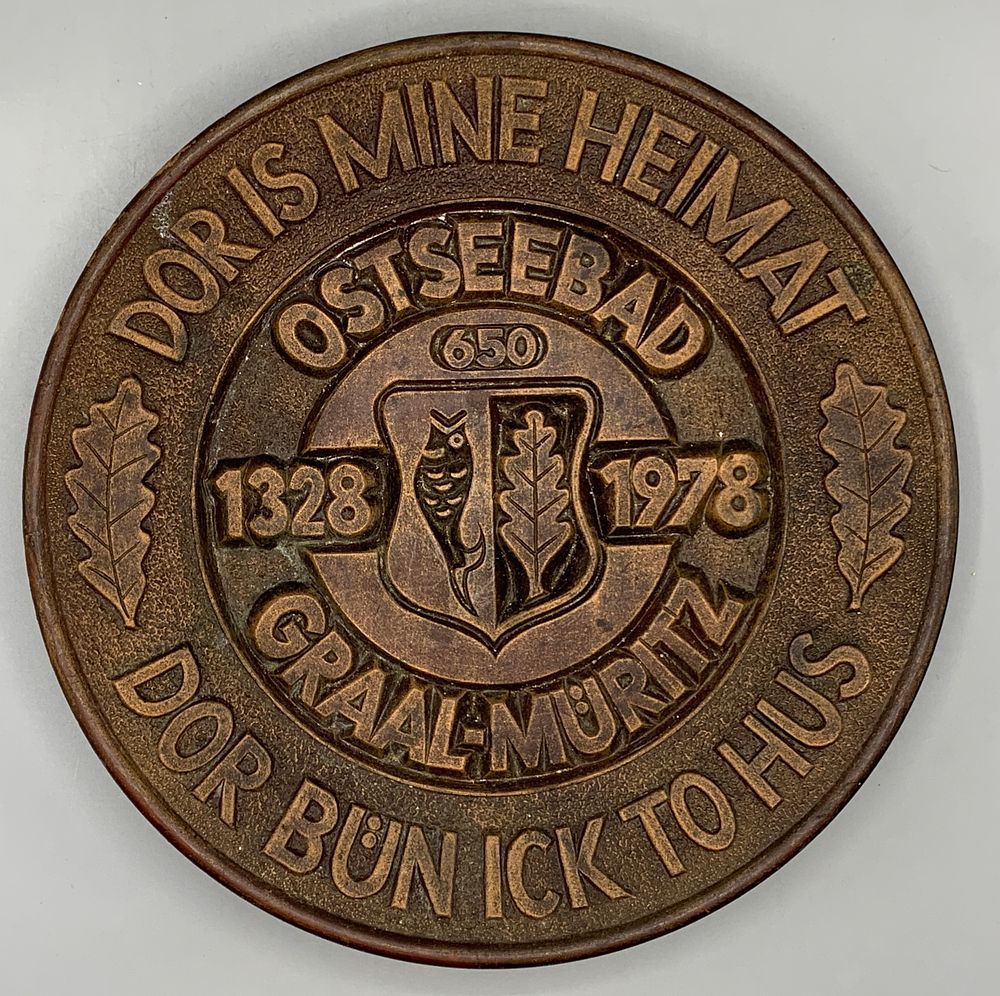 DOR IS MINE HEIMAT
OSTSEEBAD
650
1328 1978
GRAAL-MÜRITZ
DOR BÜN ICK TO HUS